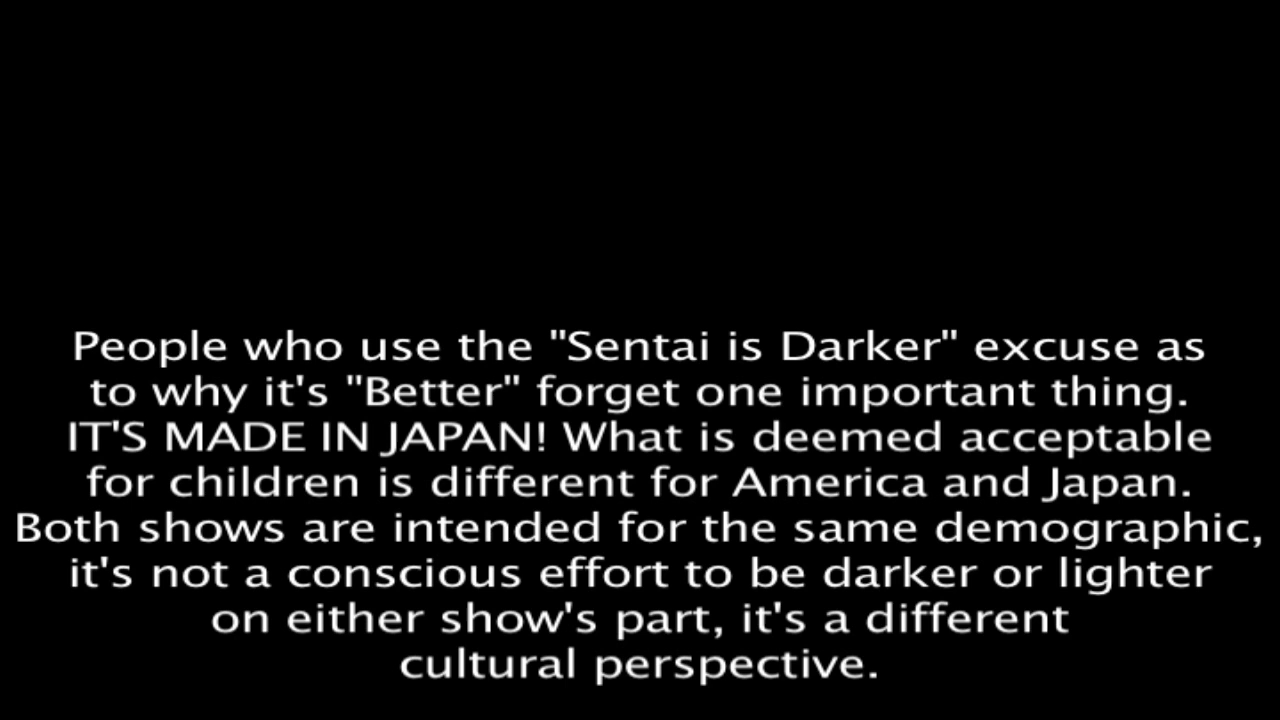 People who use the "Sentai is Darker" excuse as
to why it's "Better" forget one important thing.
IT'S MADE IN JAPAN! What is deemed acceptable
for children is different for America and Japan.
Both shows are intended for the same demographic,
it's not a conscious effort to be darker or lighter
on either show's part, it's a different
cultural perspective.